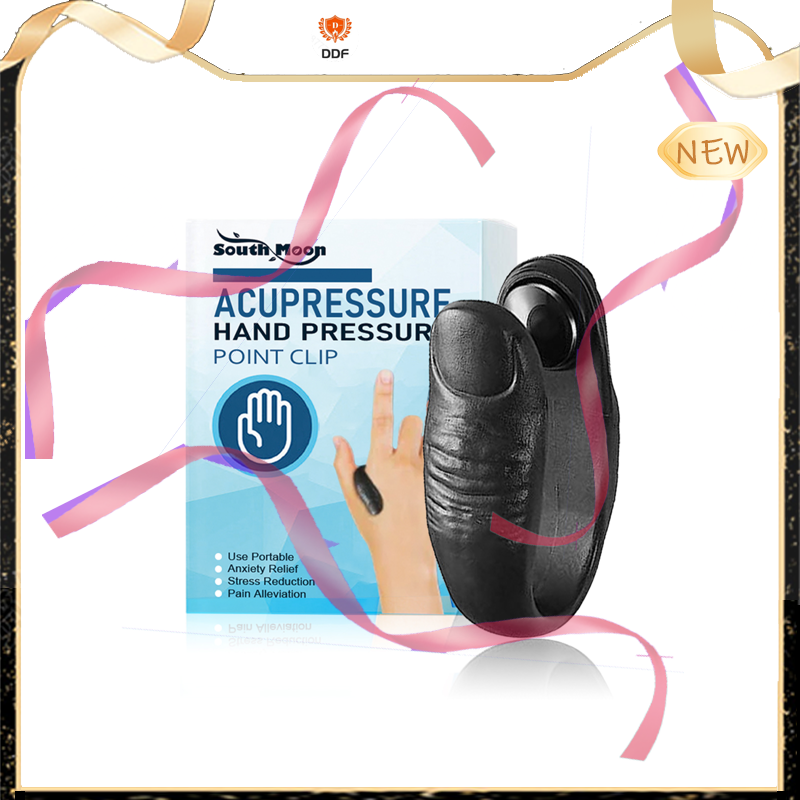 DDF
NEW
South Moon
ACUPRESSURE
HAND PRESSUR
POINT CLIP
Use Portable
Anxiety Relief
Stress Reduction
Pain Alleviation